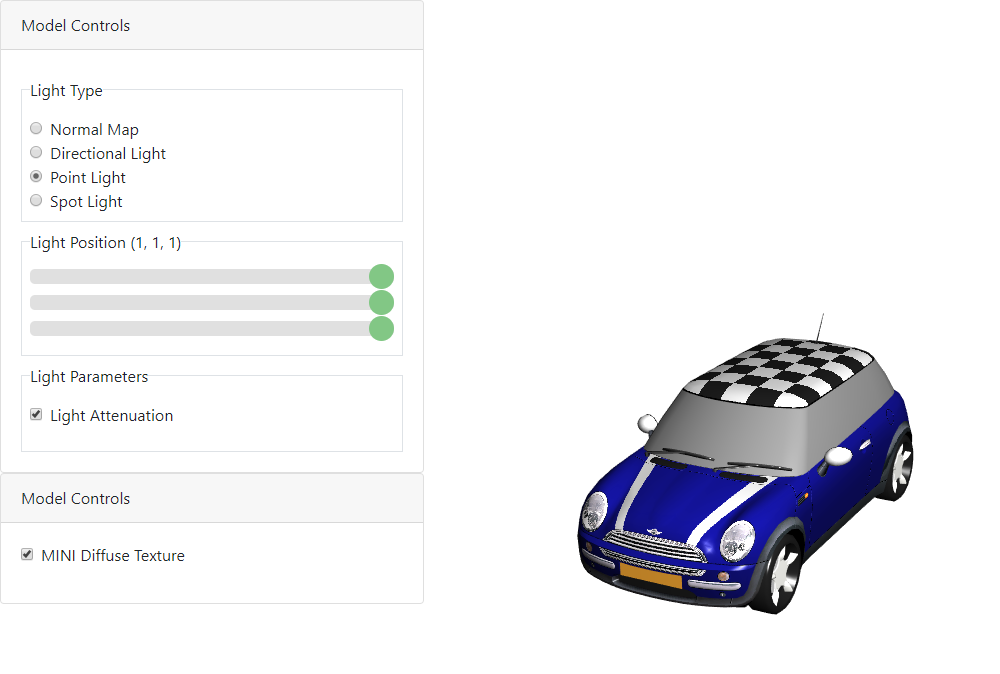 Model Controls
Light Type
Normal Map
Directional Light
Point Light
Spot Light
Light Position (1, 1, 1)
Light Parameters
Light Attenuation
Model Controls
MINI Diffuse Texture